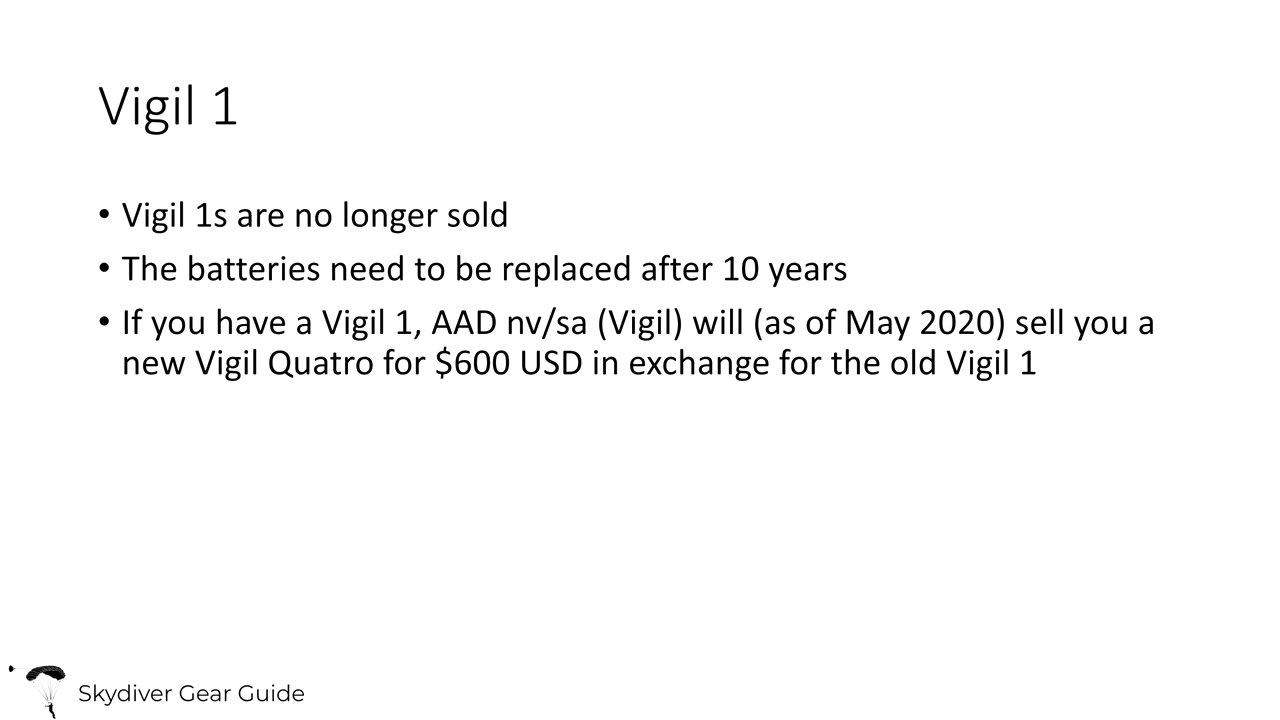 Vigil 1
• Vigil 1s are no longer sold
• The batteries need to be replaced after 10 years
• If you have a Vigil 1, AAD nv/sa (Vigil) will (as of May 2020) sell you a
new Vigil Quatro for $600 USD in exchange for the old Vigil 1
Skydiver Gear Guide